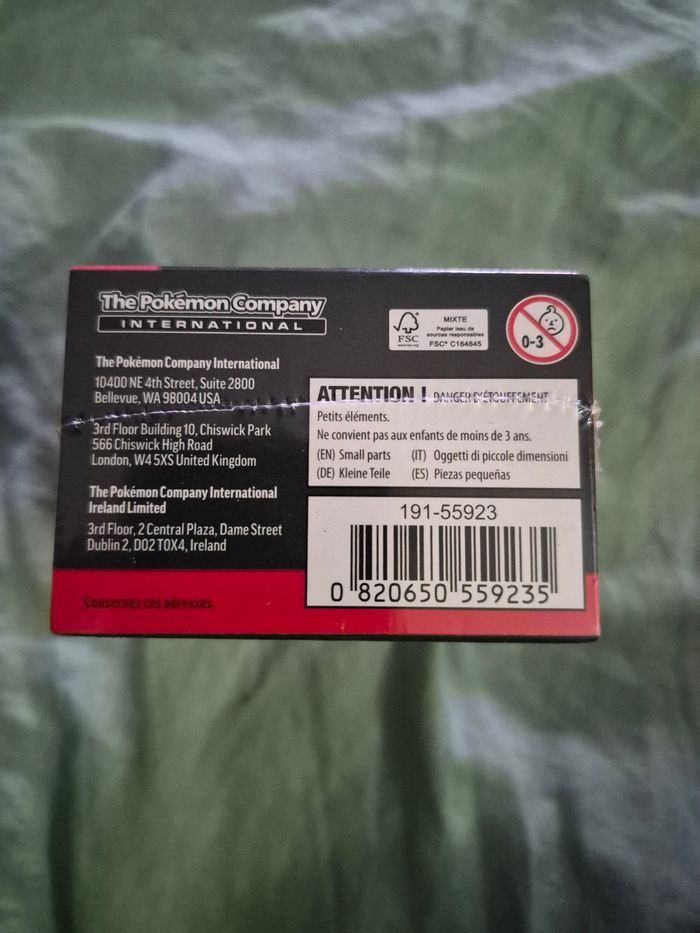 The Pokémon Company
INTERNATIONAL
The Pokémon Company International
10400 NE 4th Street, Suite 2800
Bellevue, WA 98004 USA
3rd Floor Building 10, Chiswick Park
566 Chiswick High Road
London, W4 5XS United Kingdom
The Pokémon Company International
Ireland Limited
3rd Floor, 2 Central Plaza, Dame Street
Dublin 2, D02 T0X4, Ireland
Conservez ces adresses.
FSC
www.fsc.org
MIXTE
Papier issu de
sources responsables
FSC® C164645
0-3
ATTENTION ! DANGER D'ÉTOUFFEMENT
Petits éléments.
Ne convient pas aux enfants de moins de 3 ans.
(EN) Small parts (IT) Oggetti di piccole dimensioni
(DE) Kleine Teile (ES) Piezas pequeñas
191-55923
0 820650 559235